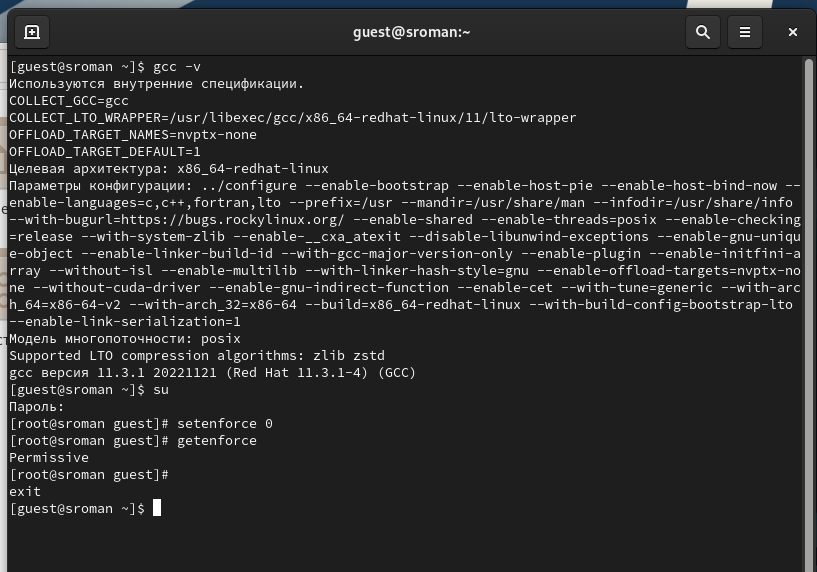 guest@sroman:~
[guest@sroman ~]$ gcc -v
Используются внутренние спецификации.
COLLECT_GCC=gcc
COLLECT_LTO_WRAPPER=/usr/libexec/gcc/x86_64-redhat-linux/11/lto-wrapper
OFFLOAD_TARGET_NAMES=nvptx-none
OFFLOAD_TARGET_DEFAULT=1
Целевая архитектура: x86_64-redhat-linux
Параметры конфигурации: ../configure --enable-bootstrap --enable-host-pie --enable-host-bind-now --
enable-languages=c,c++,fortran,lto --prefix=/usr --mandir=/usr/share/man --infodir=/usr/share/info
--with-bugurl=https://bugs.rockylinux.org/ --enable-shared --enable-threads=posix --enable-checking
=release --with-system-zlib --enable-__cxa_atexit --disable-libunwind-exceptions --enable-gnu-uniqu
e-object --enable-linker-build-id --with-gcc-major-version-only --enable-plugin --enable-initfini-a
rray --without-isl --enable-multilib --with-linker-hash-style=gnu --enable-offload-targets=nvptx-no
ne --without-cuda-driver --enable-gnu-indirect-function --enable-cet --with-tune=generic --with-arc
h_64=x86-64-v2 --with-arch_32=x86-64 --build=x86_64-redhat-linux --with-build-config=bootstrap-lto
--enable-link-serialization=1
Модель многопоточности: posix
Supported LTO compression algorithms: zlib zstd
gcc версия 11.3.1 20221121 (Red Hat 11.3.1-4) (GCC)
[guest@sroman ~]$ su
Пароль:
[root@sroman guest]# setenforce 0
[root@sroman guest]# getenforce
Permissive
[root@sroman guest]#
exit
[guest@sroman ~]$